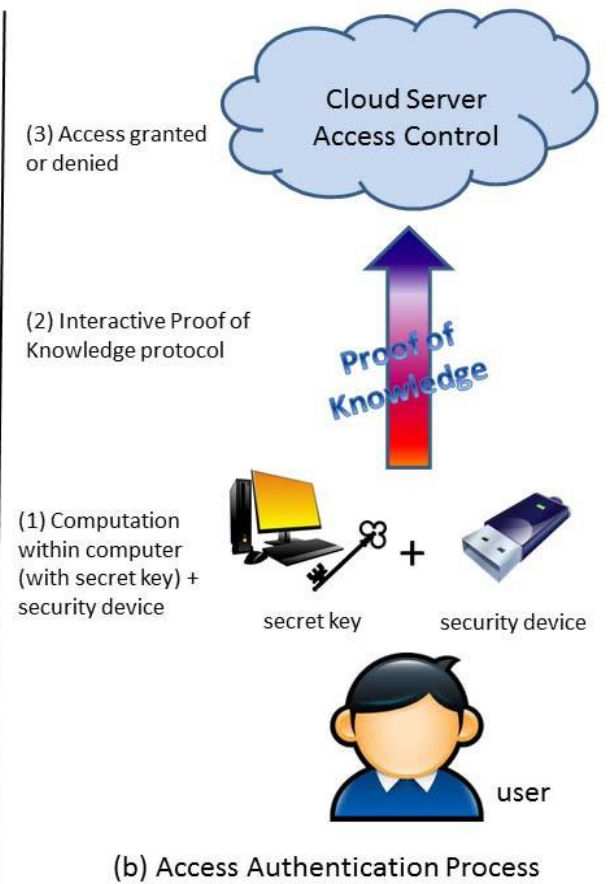 Cloud Server
Access Control
(3) Access granted
or denied
(2) Interactive Proof of
Knowledge protocol
Proof of
Knowledge
(1) Computation
within computer
(with secret key) +
security device
+
secret key
security device
user
(b) Access Authentication Process